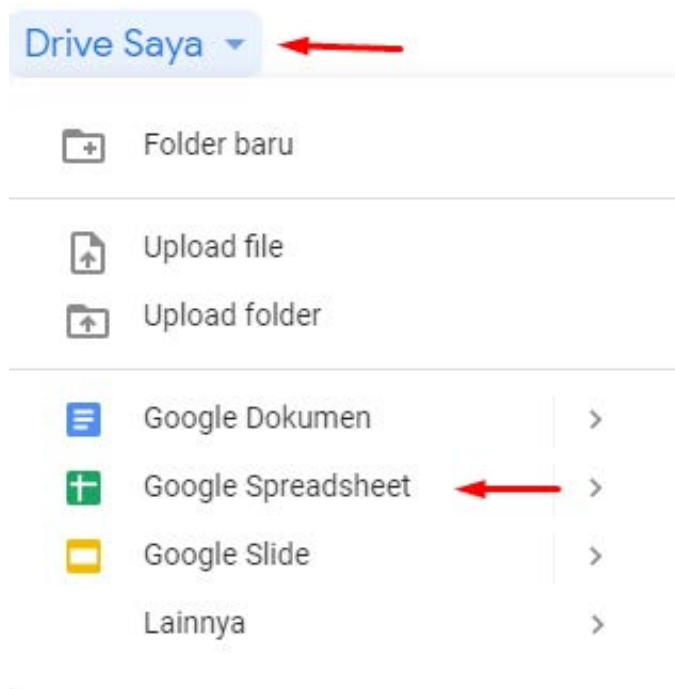 Drive Saya
Folder baru
Upload file
Upload folder
Google Dokumen
Google Spreadsheet
Google Slide
Lainnya